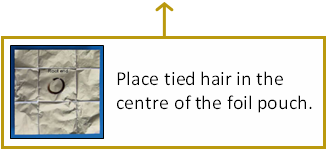 Place tied hair in the
centre of the foil pouch.